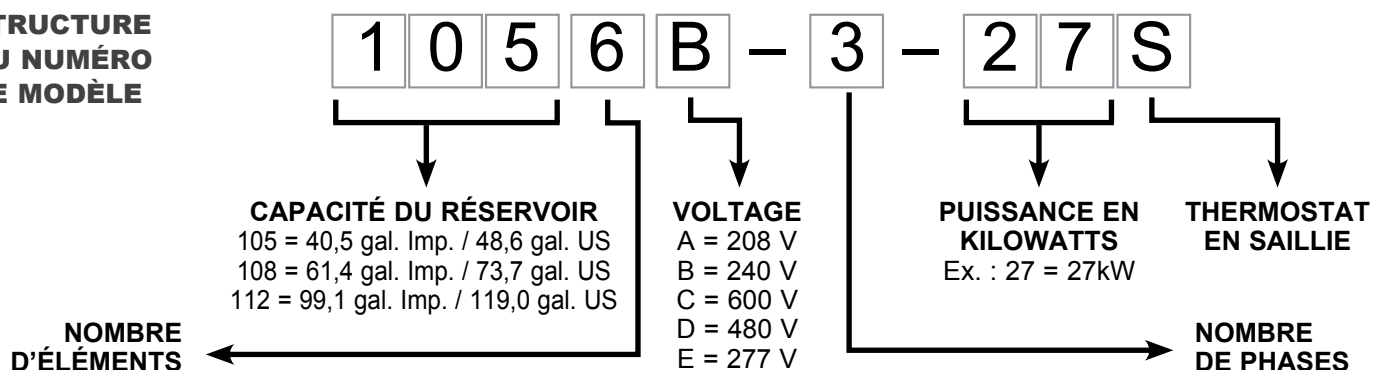 TRUCTURE
U NUMÉRO
E MODÈLE
1 0 5 6 B – 3 – 2 7 S
CAPACITÉ DU RÉSERVOIR
105 = 40,5 gal. Imp. / 48,6 gal. US
108 = 61,4 gal. Imp. / 73,7 gal. US
112 = 99,1 gal. Imp. / 119,0 gal. US
VOLTAGE
A = 208 V
B = 240 V
C = 600 V
D = 480 V
E = 277 V
PUISSANCE EN
KILOWATTS
Ex. : 27 = 27kW
THERMOSTAT
EN SAILLIE
NOMBRE
D'ÉLÉMENTS
NOMBRE
DE PHASES